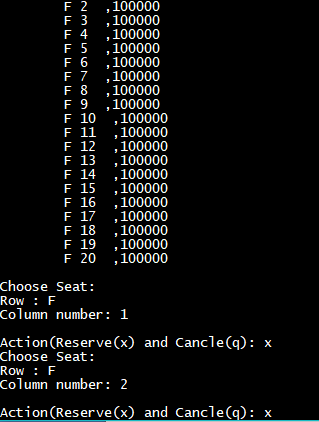 F 2 ,100000
F 3 ,100000
F 4 ,100000
F 5 ,100000
F 6 ,100000
F 7 ,100000
F 8 ,100000
F 9 ,100000
F 10 ,100000
F 11 ,100000
F 12 ,100000
F 13 ,100000
F 14 ,100000
F 15 ,100000
F 16 ,100000
F 17 ,100000
F 18 ,100000
F 19 ,100000
F 20 ,100000
Choose Seat:
Row : F
Column number: 1
Action(Reserve(x) and Cancle(q): x
Choose Seat:
Row : F
Column number: 2
Action(Reserve(x) and Cancle(q): x